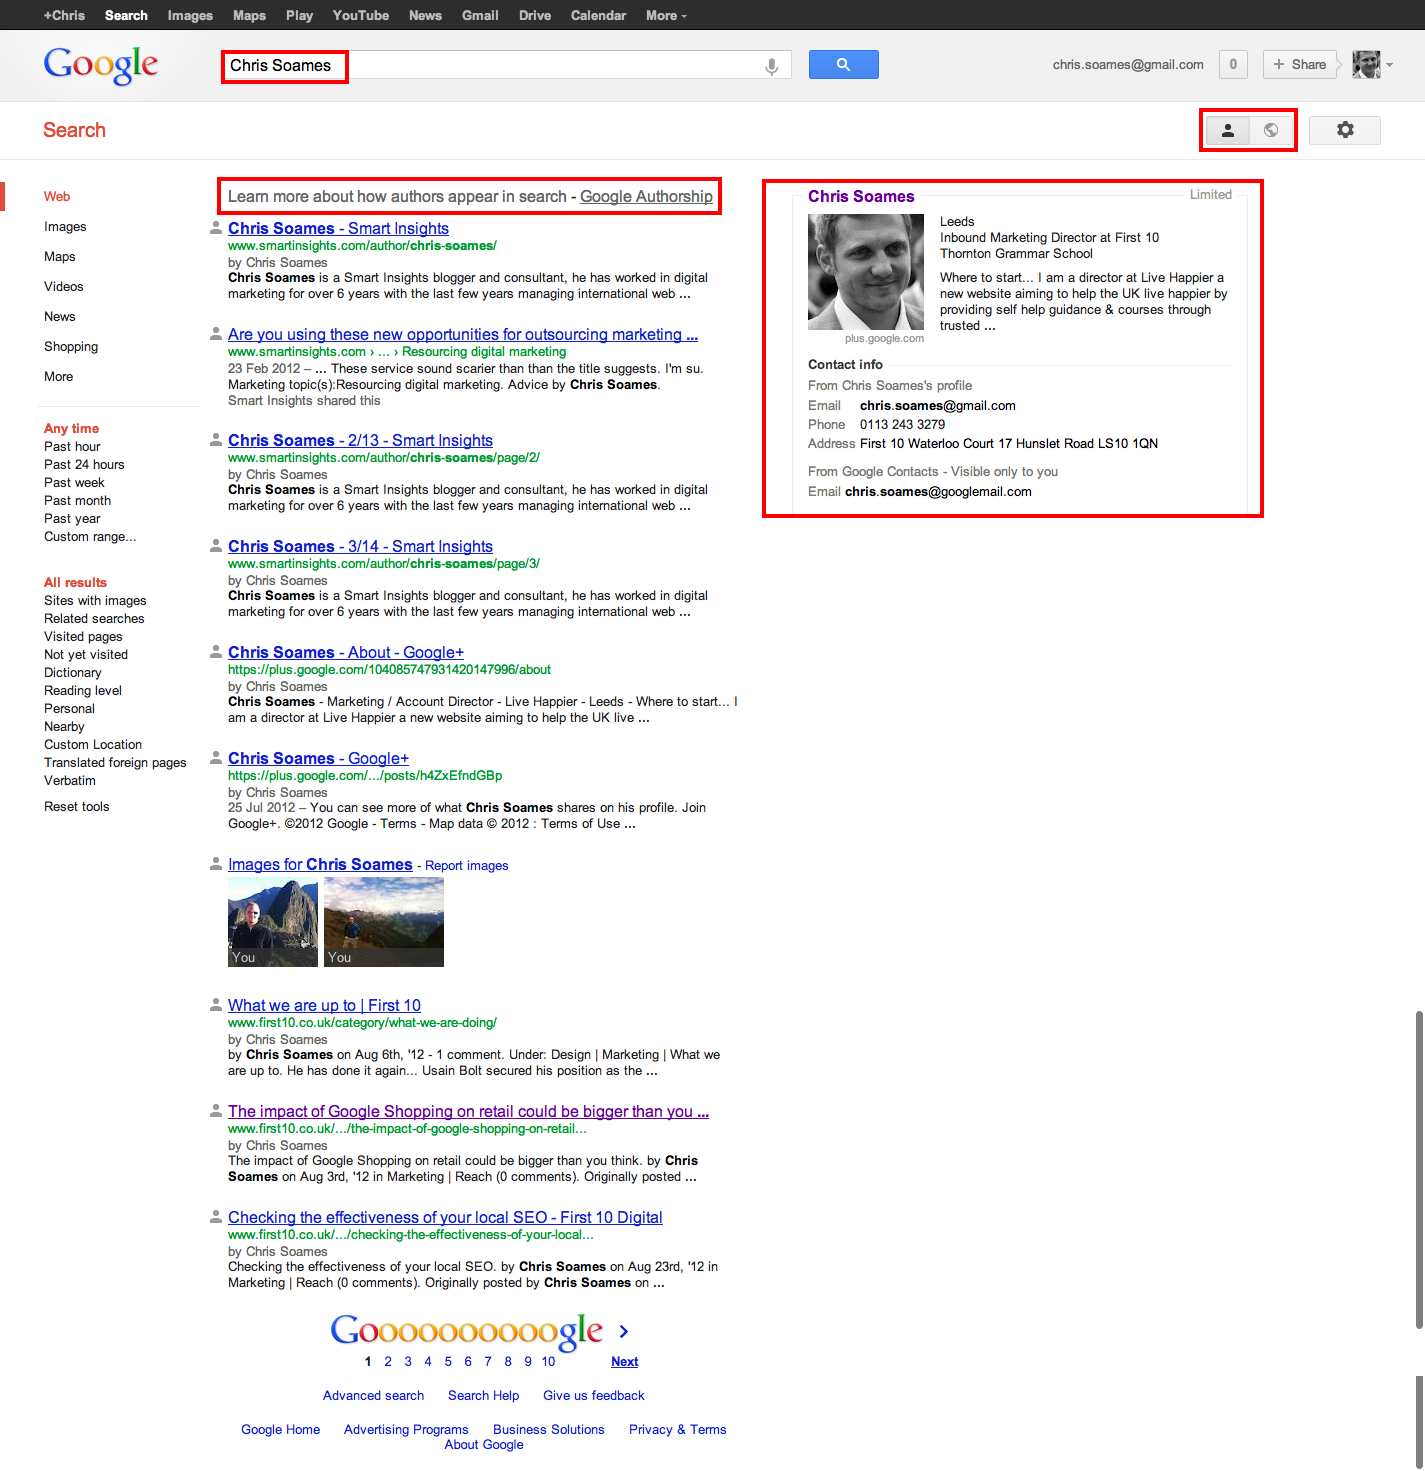 +Chris Search Images Maps Play YouTube News Gmail Drive Calendar More
Google
Chris Soames
chris.soames@gmail.com 0 + Share
Search
Web
Images
Maps
Videos
News
Shopping
More
Any time
Past hour
Past 24 hours
Past week
Past month
Past year
Custom range...
All results
Sites with images
Related searches
Visited pages
Not yet visited
Dictionary
Reading level
Personal
Nearby
Custom Location
Translated foreign pages
Verbatim
Reset tools
Learn more about how authors appear in search - Google Authorship
Chris Soames - Smart Insights
www.smartinsights.com/author/chris-soames/
by Chris Soames
Chris Soames is a Smart Insights blogger and consultant, he has worked in digital
marketing for over 6 years with the last few years managing international web ...
Are you using these new opportunities for outsourcing marketing ...
www.smartinsights.com › ... › Resourcing digital marketing
23 Feb 2012 – ... These service sound scarier than than the title suggests. I'm su.
Marketing topic(s):Resourcing digital marketing. Advice by Chris Soames.
Smart Insights shared this
Chris Soames - 2/13 - Smart Insights
www.smartinsights.com/author/chris-soames/page/2/
by Chris Soames
Chris Soames is a Smart Insights blogger and consultant, he has worked in digital
marketing for over 6 years with the last few years managing international web ...
Chris Soames - 3/14 - Smart Insights
www.smartinsights.com/author/chris-soames/page/3/
by Chris Soames
Chris Soames is a Smart Insights blogger and consultant, he has worked in digital
marketing for over 6 years with the last few years managing international web ...
Chris Soames - About - Google+
https://plus.google.com/104085747931420147996/about
by Chris Soames
Chris Soames - Marketing / Account Director - Live Happier - Leeds - Where to start... I
am a director at Live Happier a new website aiming to help the UK live ...
Chris Soames - Google+
https://plus.google.com/.../posts/h4ZxEfndGBp
by Chris Soames
25 Jul 2012 – You can see more of what Chris Soames shares on his profile. Join
Google+. ©2012 Google - Terms - Map data © 2012 : Terms of Use ...
Images for Chris Soames - Report images
You You
What we are up to | First 10
www.first10.co.uk/category/what-we-are-doing/
by Chris Soames
by Chris Soames on Aug 6th, '12 - 1 comment. Under: Design | Marketing | What we
are up to. He has done it again... Usain Bolt secured his position as the ...
The impact of Google Shopping on retail could be bigger than you ...
www.first10.co.uk/.../the-impact-of-google-shopping-on-retail...
by Chris Soames
The impact of Google Shopping on retail could be bigger than you think. by Chris
Soames on Aug 3rd, '12 in Marketing | Reach (0 comments). Originally posted ...
Checking the effectiveness of your local SEO - First 10 Digital
www.first10.co.uk/.../checking-the-effectiveness-of-your-local...
by Chris Soames
Checking the effectiveness of your local SEO. by Chris Soames on Aug 23rd, '12 in
Marketing | Reach (0 comments). Originally posted by Chris Soames on ...
Chris Soames Limited
Leeds
Inbound Marketing Director at First 10
Thornton Grammar School
Where to start... I am a director at Live Happier a
new website aiming to help the UK live happier by
providing self help guidance & courses through
trusted ...
plus.google.com
Contact info
From Chris Soames's profile
Email chris.soames@gmail.com
Phone 0113 243 3279
Address First 10 Waterloo Court 17 Hunslet Road LS10 1QN
From Google Contacts - Visible only to you
Email chris.soames@googlemail.com
Goooooooooogle
1 2 3 4 5 6 7 8 9 10 Next
Advanced search Search Help Give us feedback
Google Home Advertising Programs Business Solutions Privacy & Terms
About Google